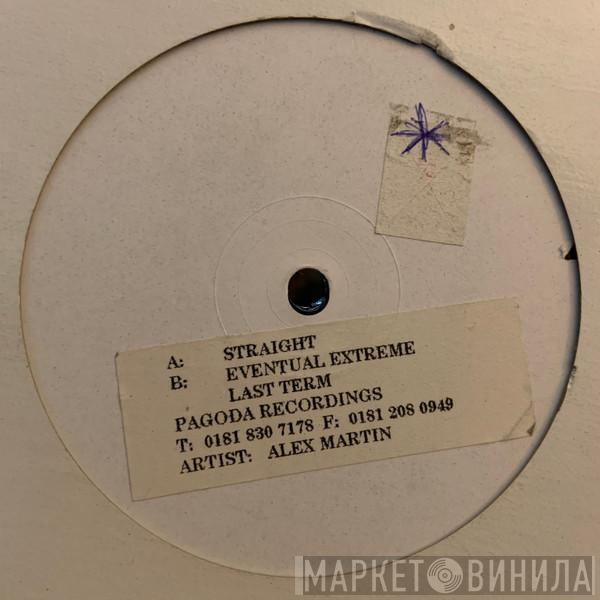 A: STRAIGHT
B: EVENTUAL EXTREME
LAST TERM
PAGODA RECORDINGS
T: 0181 830 7178 F: 0181 208 0949
ARTIST: ALEX MARTIN
МАРКЕТ ВИНИЛА